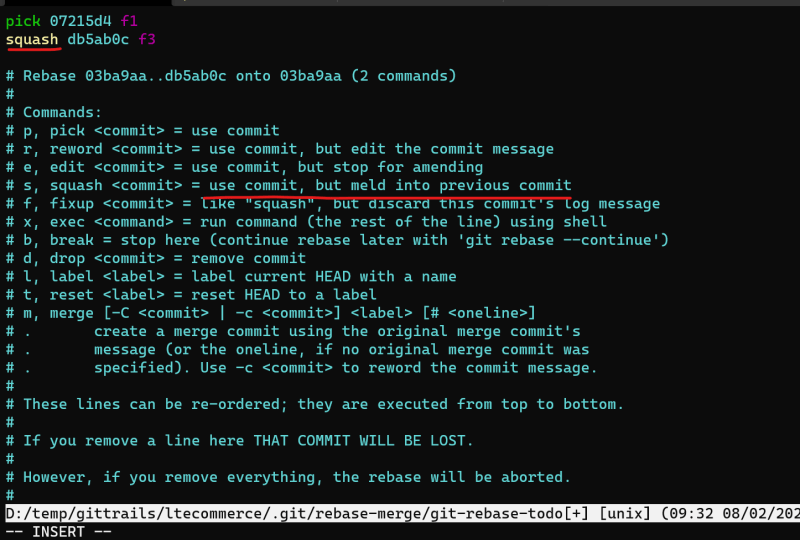 pick 07215d4 f1
squash db5ab0c f3
# Rebase 03ba9aa..db5ab0c onto 03ba9aa (2 commands)
#
# Commands:
# p, pick <commit> = use commit
# r, reword <commit> = use commit, but edit the commit message
# e, edit <commit> = use commit, but stop for amending
# s, squash <commit> = use commit, but meld into previous commit
# f, fixup <commit> = like "squash", but discard this commit's log message
# x, exec <command> = run command (the rest of the line) using shell
# b, break = stop here (continue rebase later with 'git rebase --continue')
# d, drop <commit> = remove commit
# l, label <label> = label current HEAD with a name
# t, reset <label> = reset HEAD to a label
# m, merge [-C <commit> | -c <commit>] <label> [# <oneline>]
# .       create a merge commit using the original merge commit's
# .       message (or the oneline, if no original merge commit was
# .       specified). Use -c <commit> to reword the commit message.
#
# These lines can be re-ordered; they are executed from top to bottom.
#
# If you remove a line here THAT COMMIT WILL BE LOST.
#
# However, if you remove everything, the rebase will be aborted.
#
D:/temp/gittrails/ltecommerce/.git/rebase-merge/git-rebase-todo[+] [unix] (09:32 08/02/202
-- INSERT --